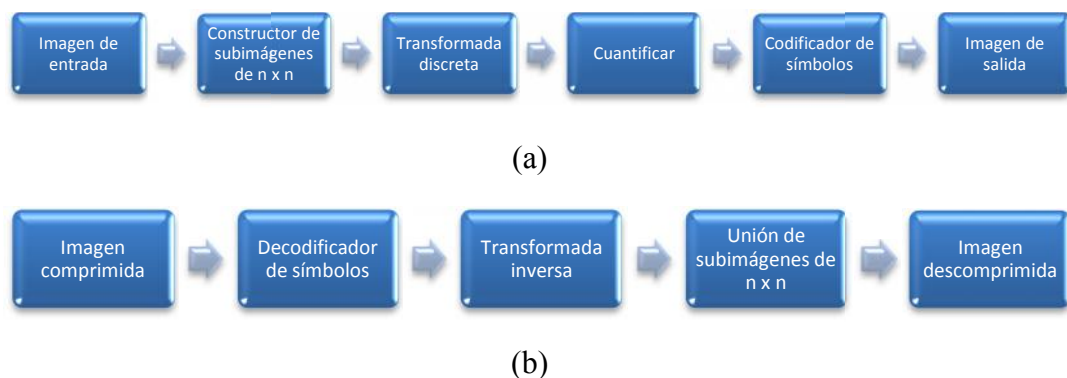 Imagen de
entrada
Constructor de
subimágenes
de n x n
Transformada
discreta
Cuantificar
Codificador de
símbolos
Imagen de
salida
(a)
Imagen
comprimida
Decodificador
de símbolos
Transformada
inversa
Unión de
subimágenes de
n x n
Imagen
descomprimida
(b)